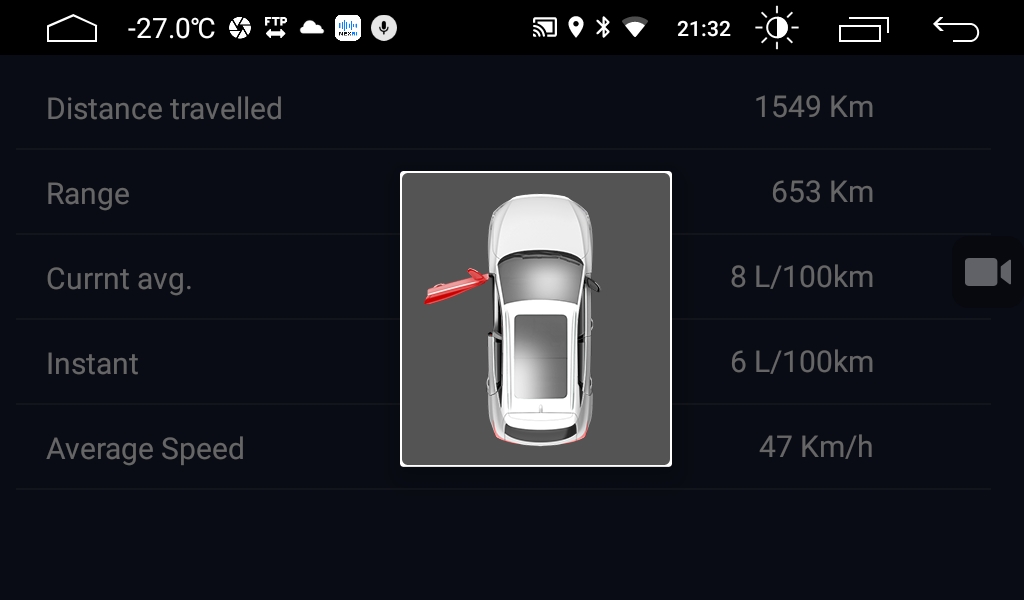 -27.0℃ FTP NEXAI 21:32
Distance travelled 1549 Km
Range 653 Km
Currnt avg. 8 L/100km
Instant 6 L/100km
Average Speed 47 Km/h